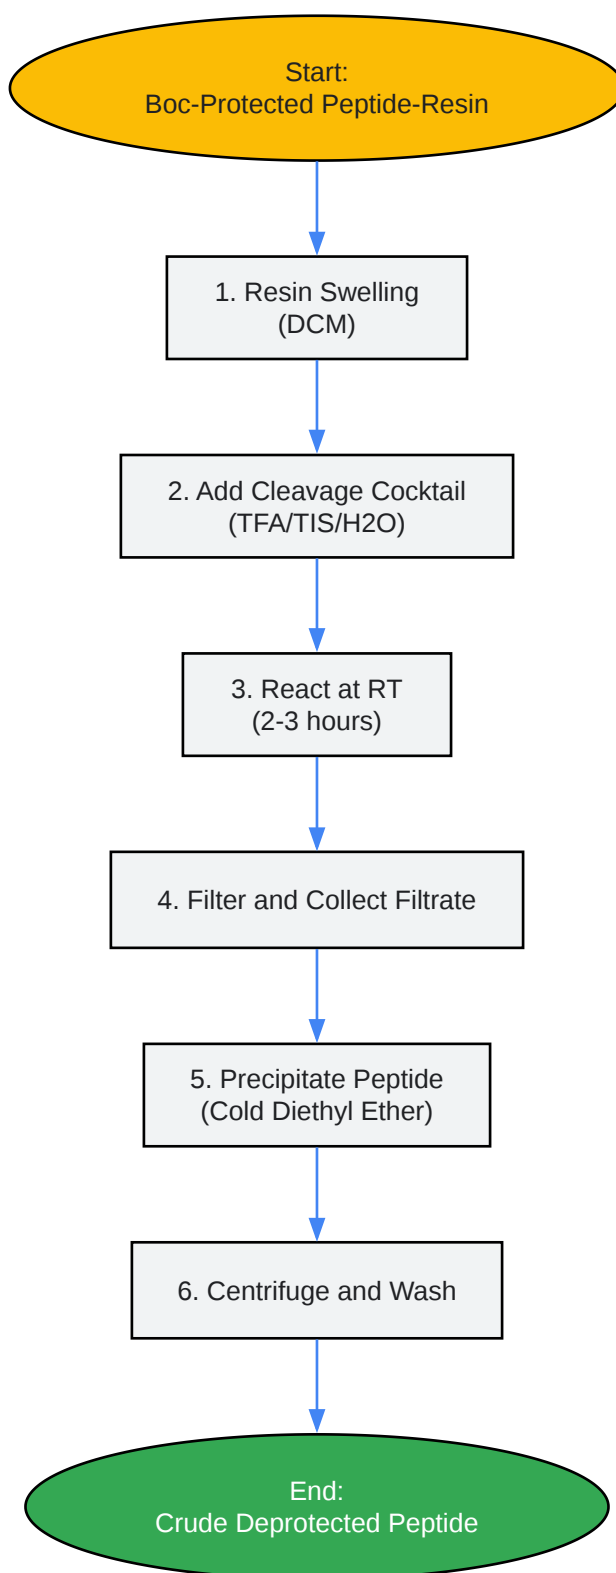 Start:
Boc-Protected Peptide-Resin
1. Resin Swelling
(DCM)
2. Add Cleavage Cocktail
(TFA/TIS/H2O)
3. React at RT
(2-3 hours)
4. Filter and Collect Filtrate
5. Precipitate Peptide
(Cold Diethyl Ether)
6. Centrifuge and Wash
End:
Crude Deprotected Peptide